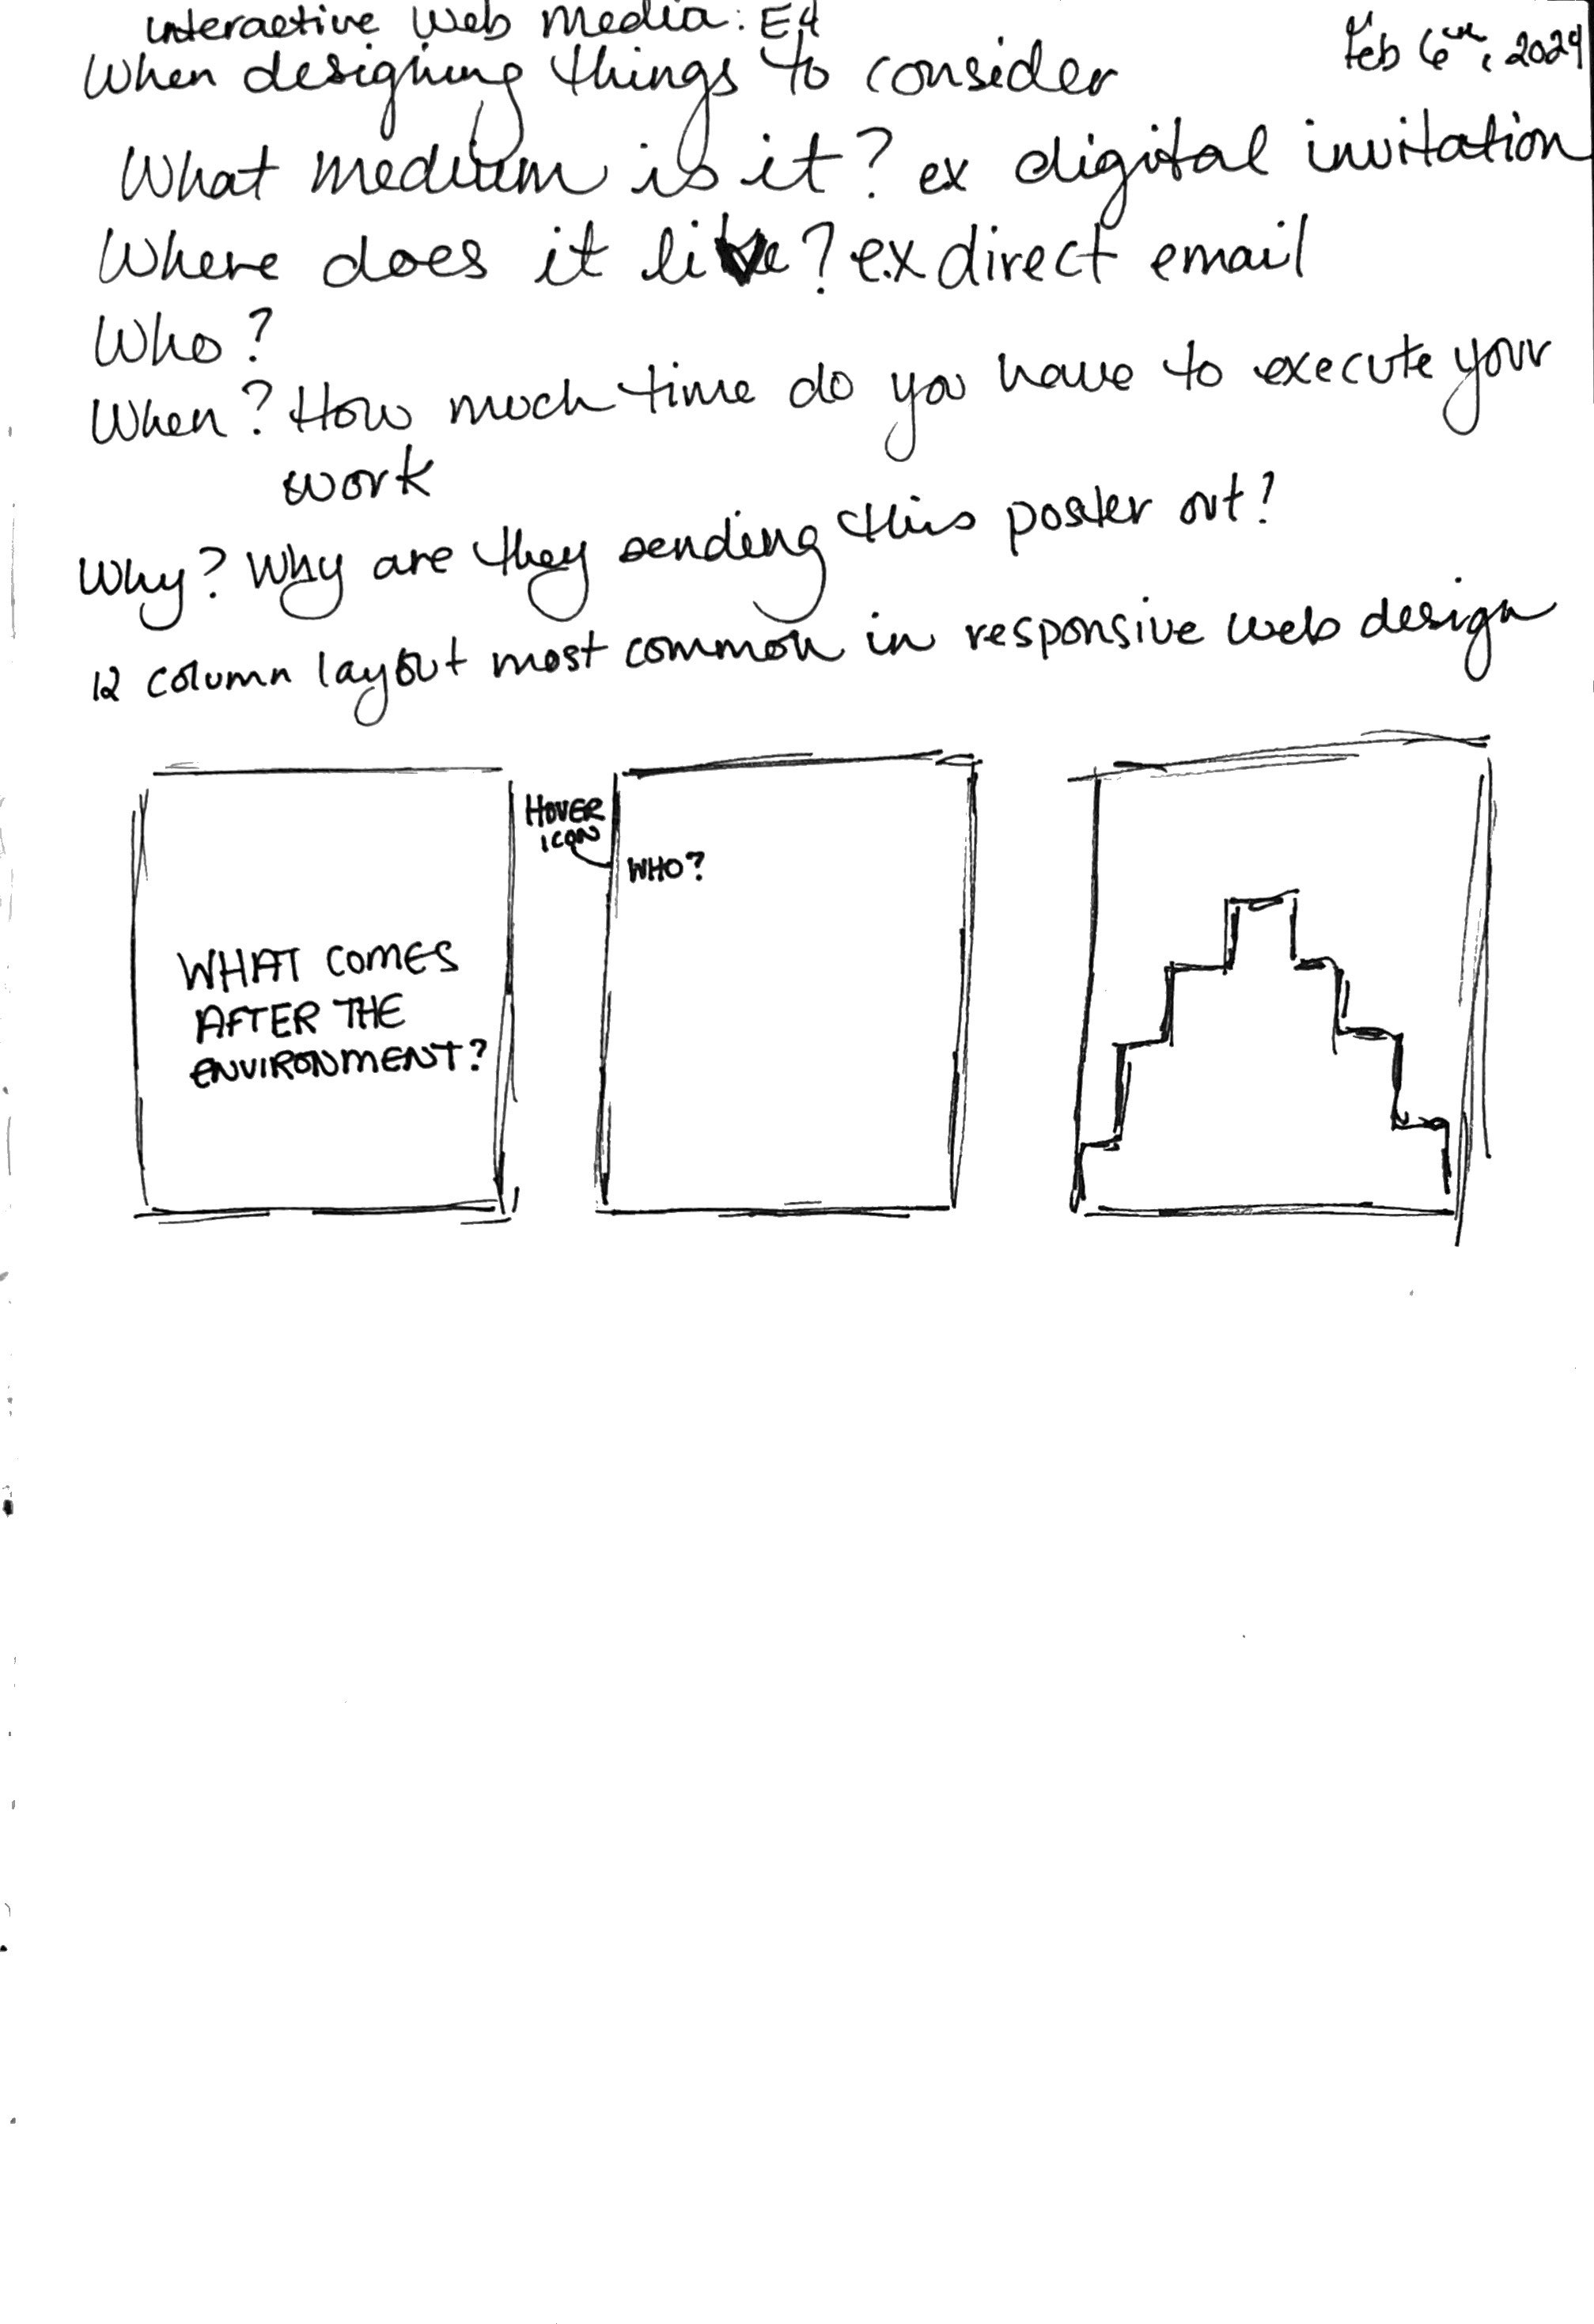 interactive web media: E4
Feb 6th, 2024
When designing things to consider
What medium is it? ex digital invitation
Where does it live? ex direct email
Who?
When? How much time do you have to execute your
work
Why? Why are they sending this poster out?
12 column layout most common in responsive web design
HOVER
ICON
WHO?
WHAT COMES
AFTER THE
ENVIRONMENT?